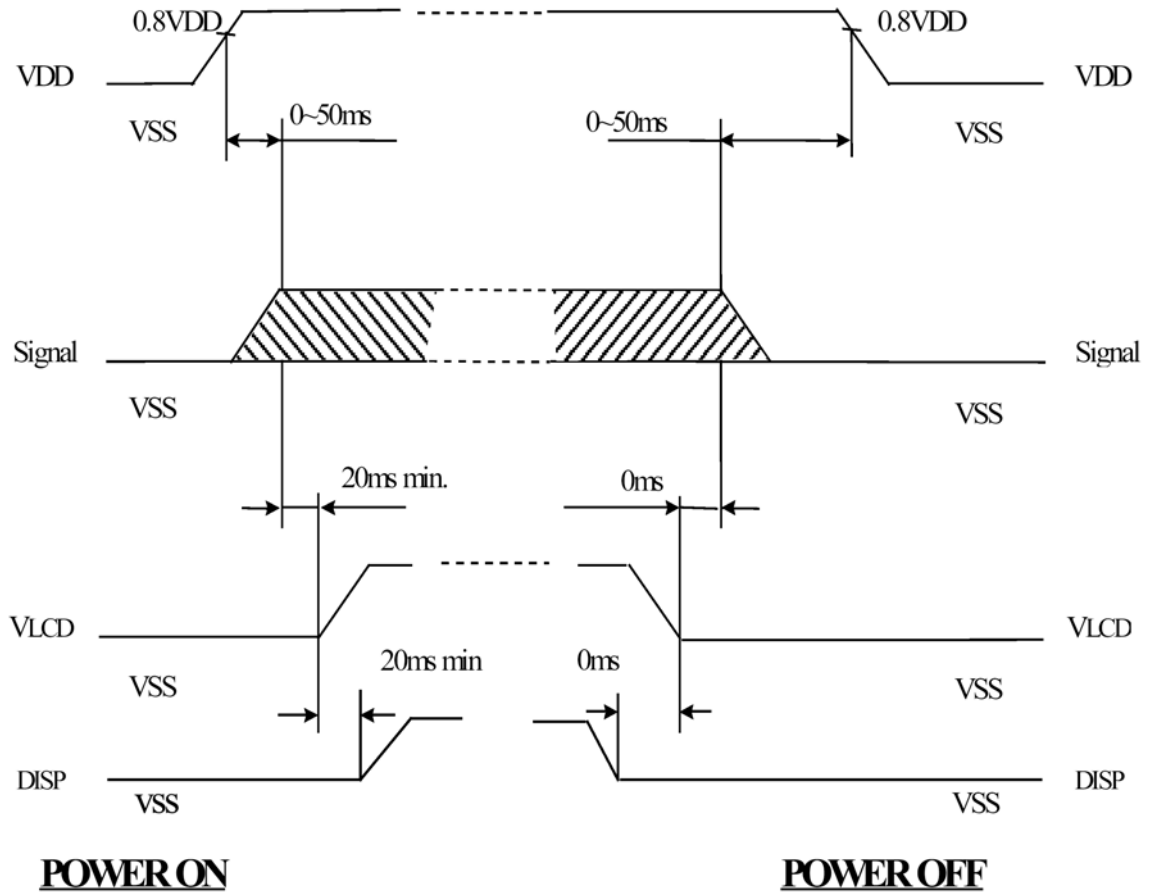 0.8VDD 0.8VDD
VDD VDD
0~50ms 0~50ms
VSS VSS
Signal Signal
VSS VSS
20ms min. 0ms
VLCD VLCD
20ms min 0ms
VSS VSS
DISP DISP
VSS VSS
POWER ON POWER OFF